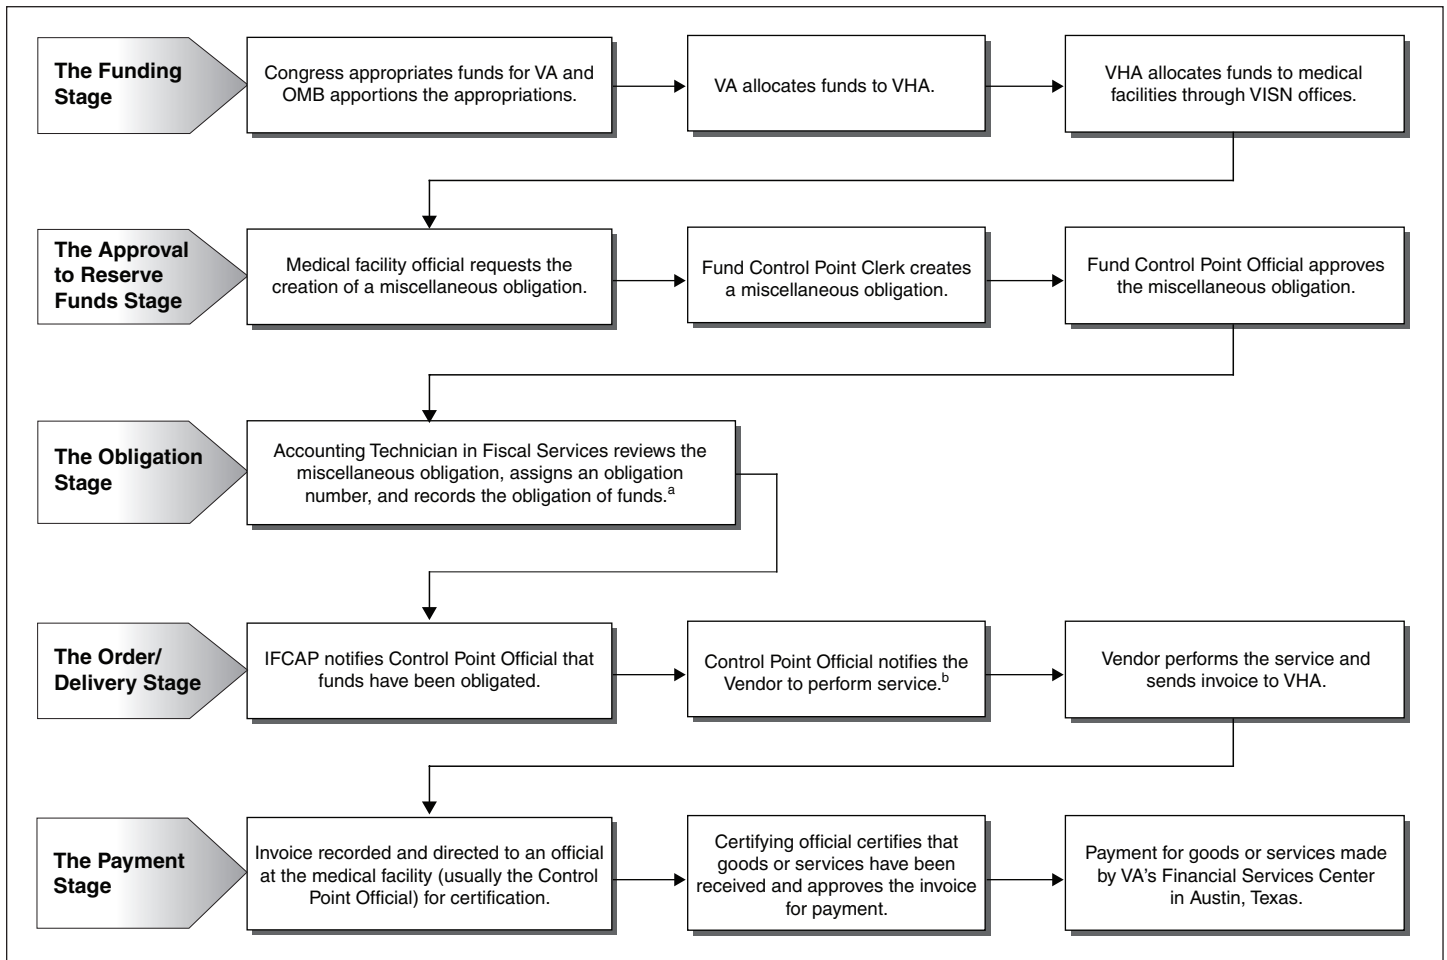 The Funding
Stage
Congress appropriates funds for VA and
OMB apportions the appropriations.
VA allocates funds to VHA.
VHA allocates funds to medical
facilities through VISN offices.
The Approval
to Reserve
Funds Stage
Medical facility official requests the
creation of a miscellaneous obligation.
Fund Control Point Clerk creates
a miscellaneous obligation.
Fund Control Point Official approves
the miscellaneous obligation.
The Obligation
Stage
Accounting Technician in Fiscal Services reviews the
miscellaneous obligation, assigns an obligation
number, and records the obligation of funds.a
The Order/
Delivery Stage
IFCAP notifies Control Point Official that
funds have been obligated.
Control Point Official notifies the
Vendor to perform service.b
Vendor performs the service and
sends invoice to VHA.
The Payment
Stage
Invoice recorded and directed to an official
at the medical facility (usually the Control
Point Official) for certification.
Certifying official certifies that
goods or services have been
received and approves the invoice
for payment.
Payment for goods or services made
by VA's Financial Services Center
in Austin, Texas.